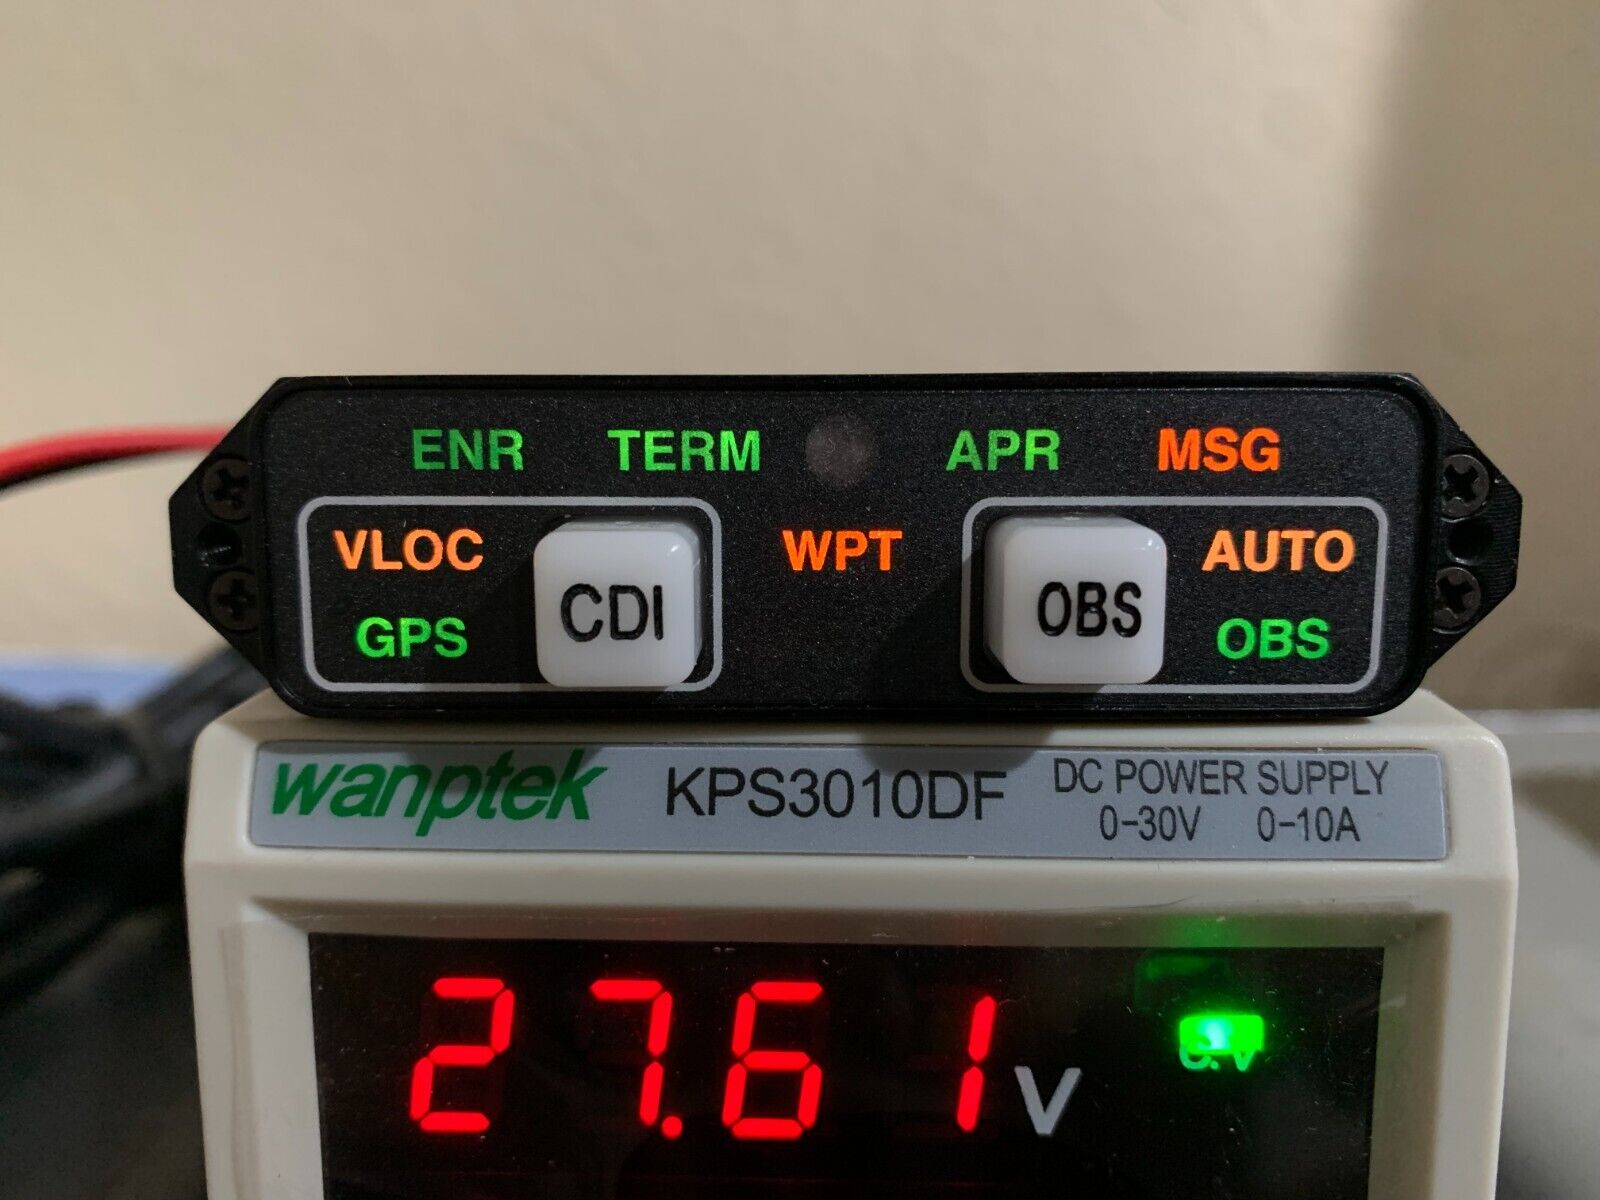 ENR TERM APR MSG
VLOC CDI WPT OBS AUTO
GPS OBS
wanptek KPS3010DF DC POWER SUPPLY
0-30V 0-10A
27.61 V
C.V